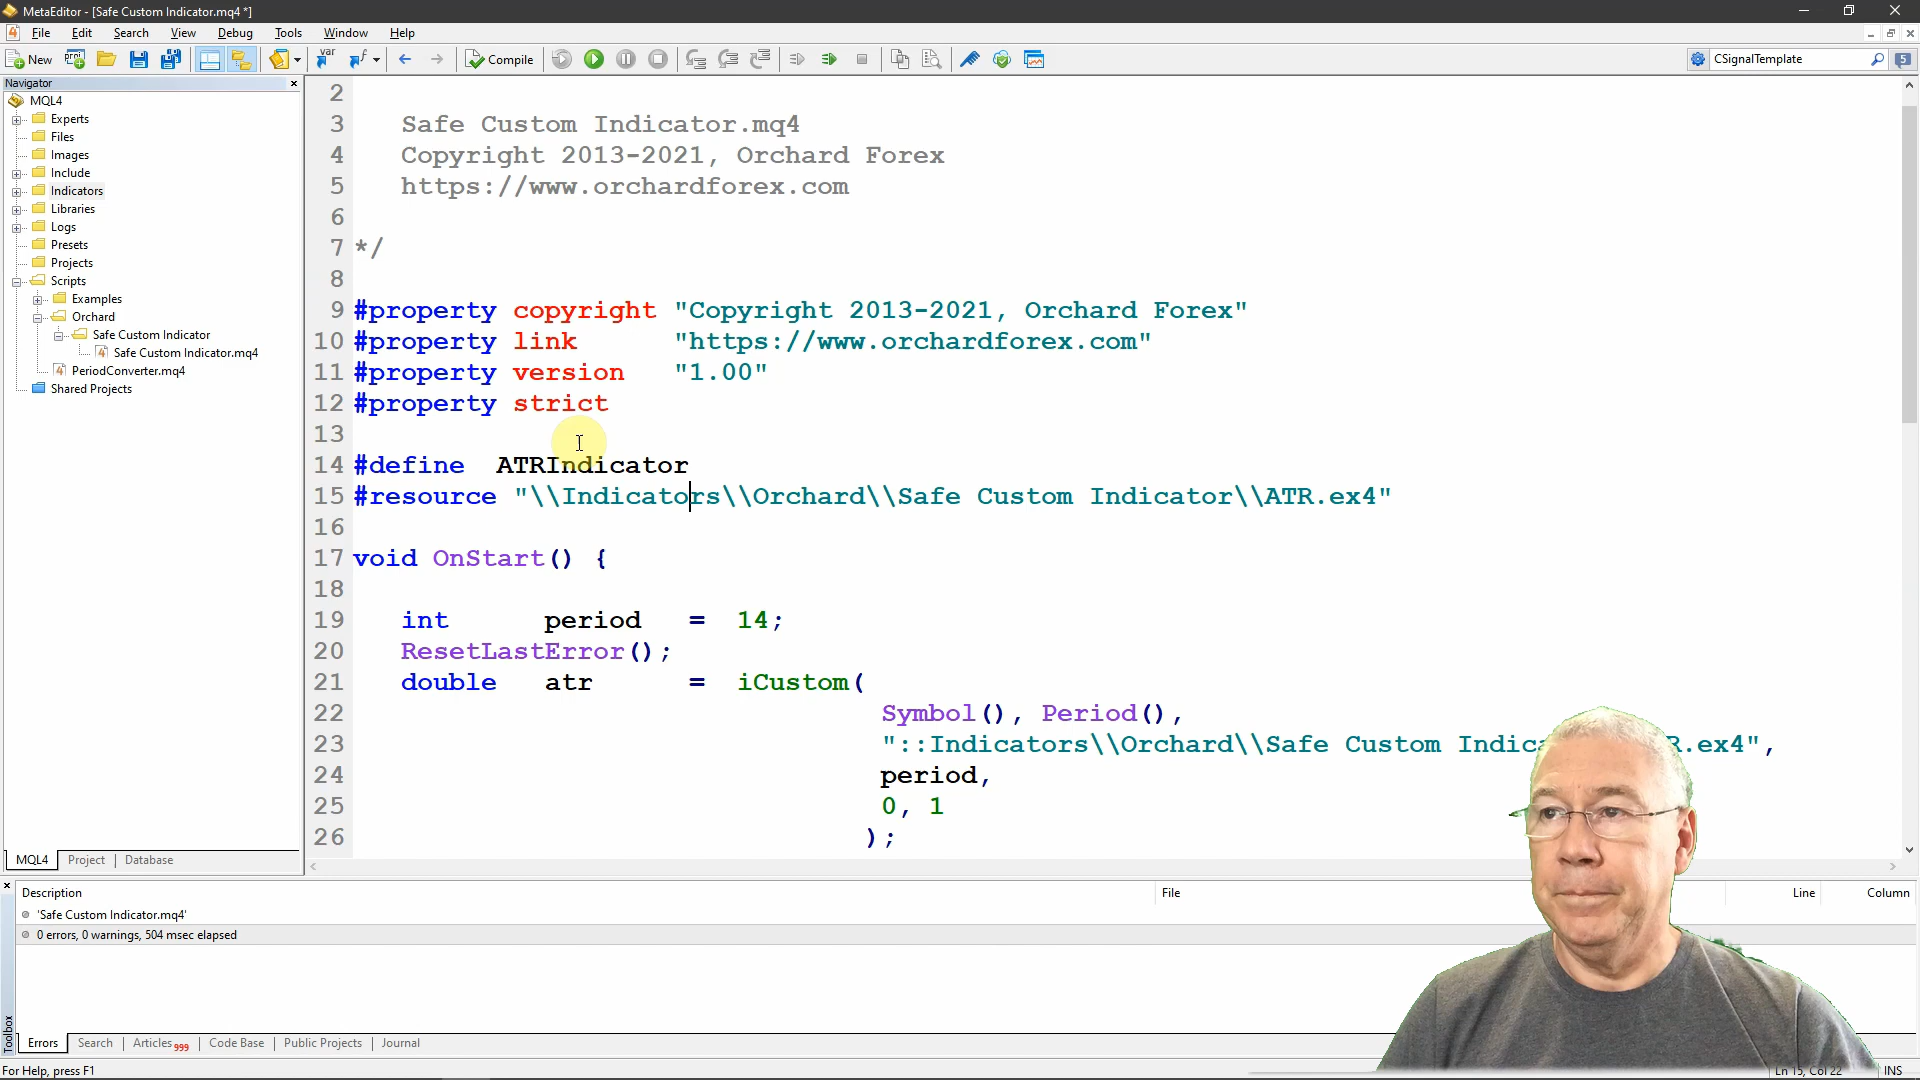 MetaEditor - [Safe Custom Indicator.mq4 *]
File Edit Search View Debug Tools Window Help
New Compile CSignalTemplate 5
Navigator
MQL4
Experts
Files
Images
Include
Indicators
Libraries
Logs
Presets
Projects
Scripts
Examples
Orchard
Safe Custom Indicator
Safe Custom Indicator.mq4
PeriodConverter.mq4
Shared Projects
MQL4 Project Database
2
3 Safe Custom Indicator.mq4
4 Copyright 2013-2021, Orchard Forex
5 https://www.orchardforex.com
6
7 */
8
9 #property copyright "Copyright 2013-2021, Orchard Forex"
10 #property link "https://www.orchardforex.com"
11 #property version "1.00"
12 #property strict
13
14 #define ATRIndicator
15 #resource "\\Indicators\\Orchard\\Safe Custom Indicator\\ATR.ex4"
16
17 void OnStart() {
18
19 int period = 14;
20 ResetLastError();
21 double atr = iCustom(
22 Symbol(), Period(),
23 "::Indicators\\Orchard\\Safe Custom Indic R.ex4",
24 period,
25 0, 1
26 );
Description File Line Column
'Safe Custom Indicator.mq4'
0 errors, 0 warnings, 504 msec elapsed
Toolbox
Errors Search Articles 999 Code Base Public Projects Journal
For Help, press F1 Ln 15, Col 22 INS